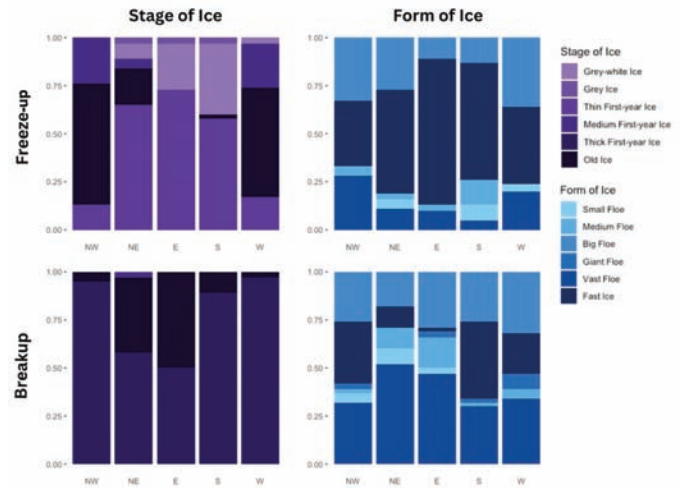 Stage of Ice
Form of Ice
Freeze-up
1.00
0.75
0.50
0.25
0.00
NW NE E S W
1.00
0.75
0.50
0.25
0.00
NW NE E S W
Stage of Ice
Grey-white Ice
Grey Ice
Thin First-year Ice
Medium First-year Ice
Thick First-year Ice
Old Ice
Form of Ice
Small Floe
Medium Floe
Big Floe
Giant Floe
Vast Floe
Fast Ice
Breakup
1.00
0.75
0.50
0.25
0.00
NW NE E S W
1.00
0.75
0.50
0.25
0.00
NW NE E S W